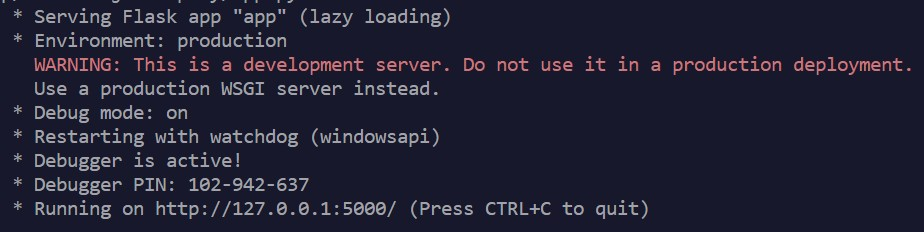 * Serving Flask app "app" (lazy loading)
* Environment: production
WARNING: This is a development server. Do not use it in a production deployment.
Use a production WSGI server instead.
* Debug mode: on
* Restarting with watchdog (windowsapi)
* Debugger is active!
* Debugger PIN: 102-942-637
* Running on http://127.0.0.1:5000/ (Press CTRL+C to quit)